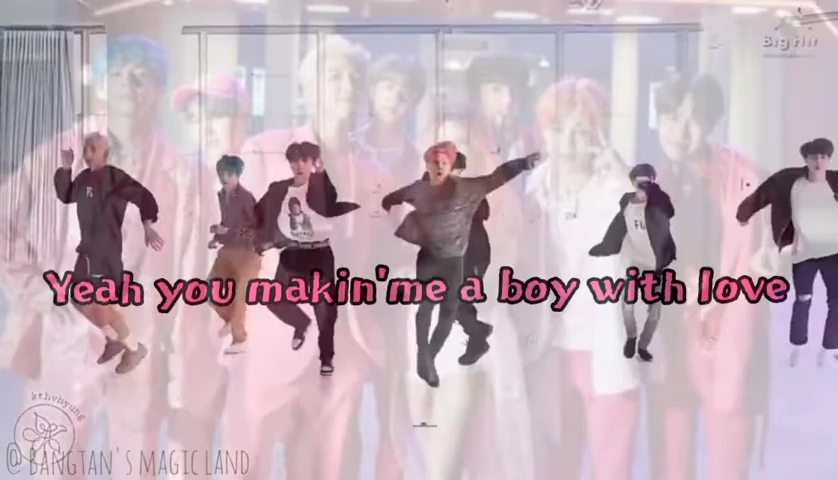 Big Hit
Yeah you makin'me a boy with love
kthvhyung
@ BANGTAN'S MAGIC LAND